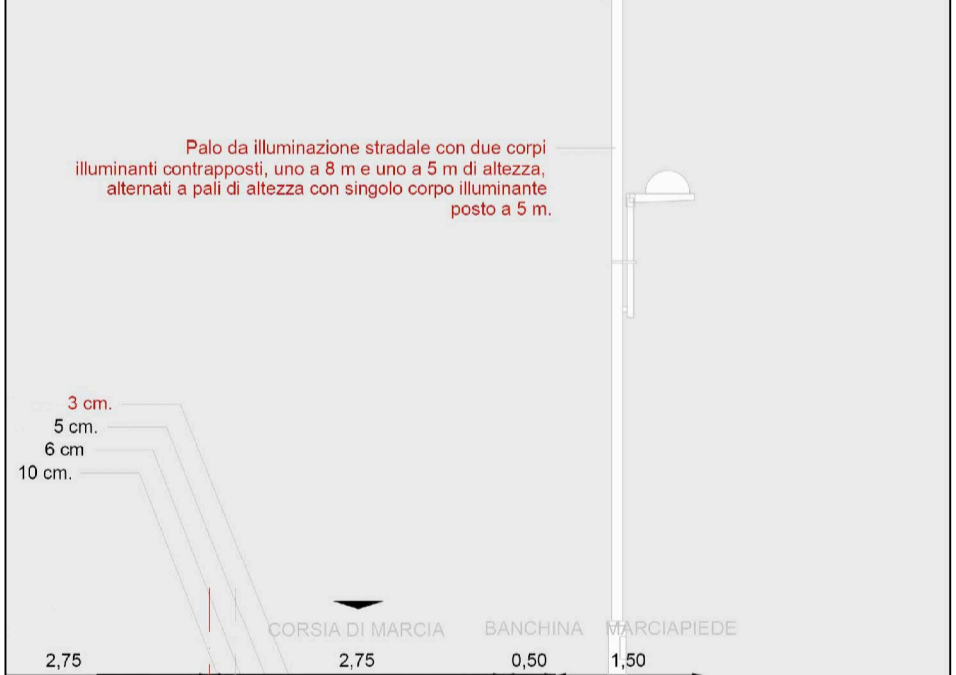 Palo da illuminazione stradale con due corpi
illuminanti contrapposti, uno a 8 m e uno a 5 m di altezza,
alternati a pali di altezza con singolo corpo illuminante
posto a 5 m.
3 cm.
5 cm.
6 cm
10 cm.
CORSIA DI MARCIA BANCHINA MARCIAPIEDE
2,75 2,75 0,50 1,50